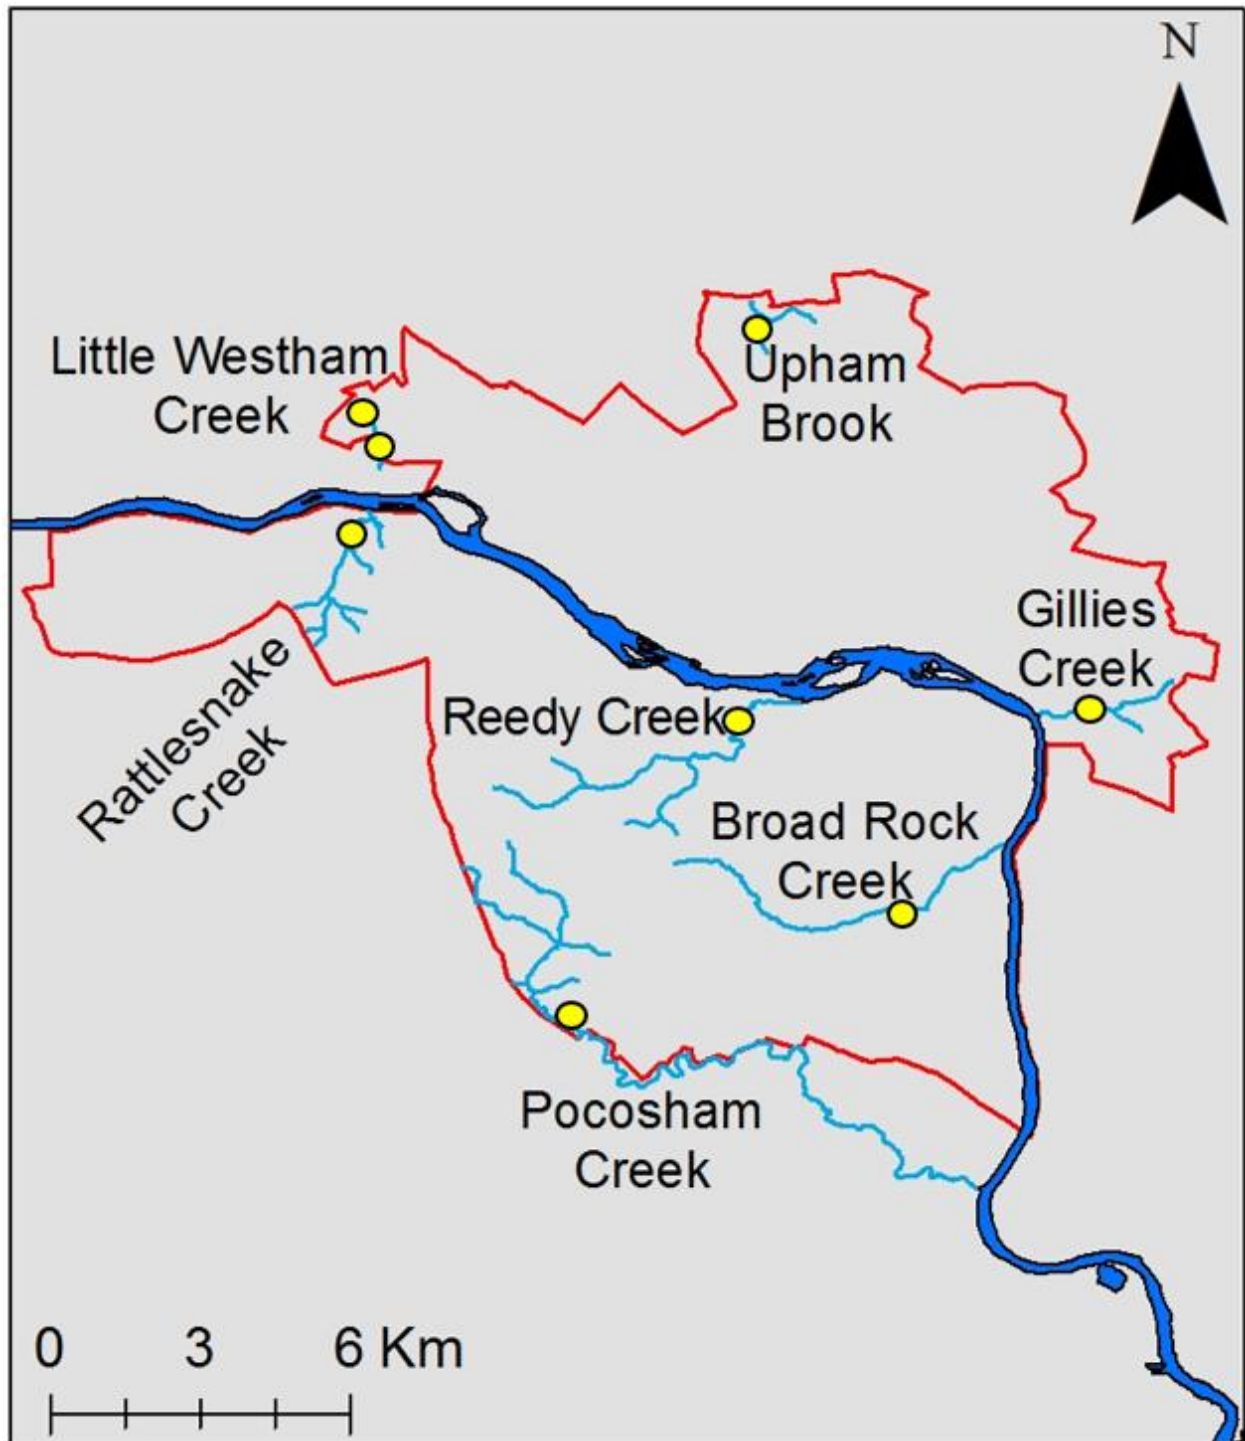 N
Little Westham
Creek
Upham
Brook
Gillies
Creek
Rattlesnake
Creek
Reedy Creek
Broad Rock
Creek
Pocosham
Creek
0 3 6 Km